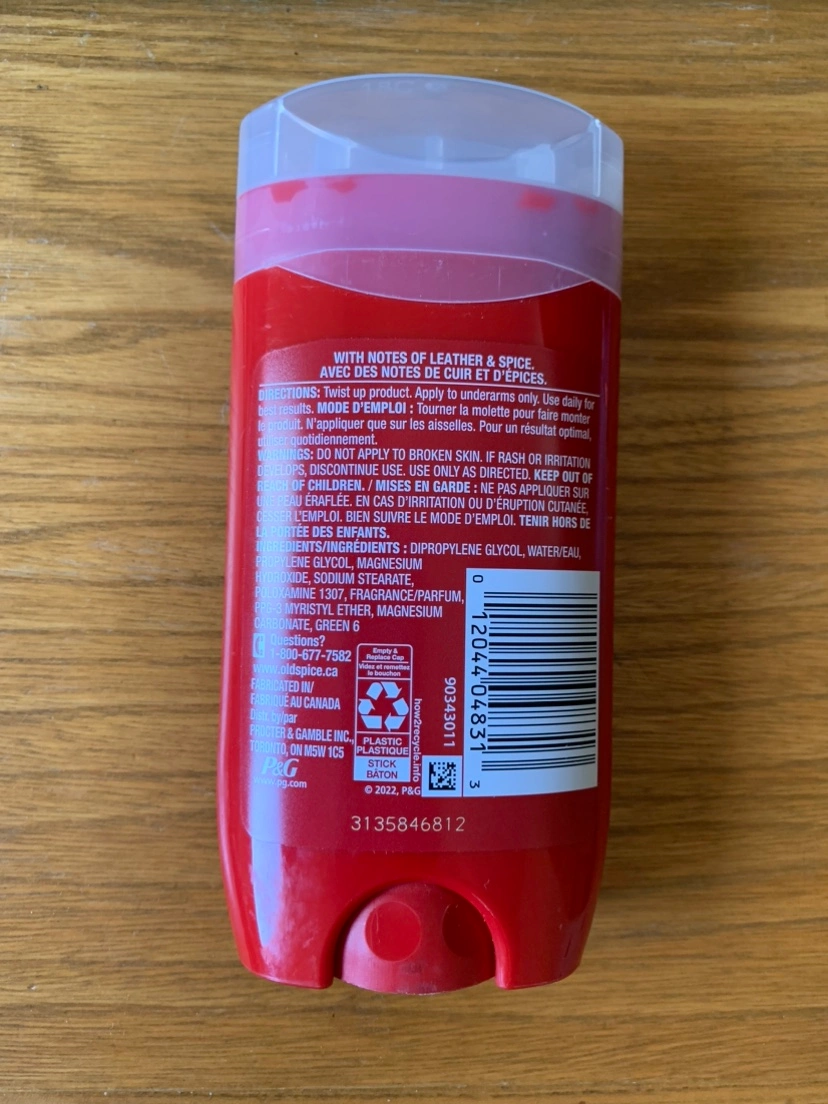 WITH NOTES OF LEATHER & SPICE.
AVEC DES NOTES DE CUIR ET D'ÉPICES.
DIRECTIONS: Twist up product. Apply to underarms only. Use daily for
best results. MODE D'EMPLOI : Tourner la molette pour faire monter
le produit. N'appliquer que sur les aisselles. Pour un résultat optimal,
utiliser quotidiennement.
WARNINGS: DO NOT APPLY TO BROKEN SKIN. IF RASH OR IRRITATION
DEVELOPS, DISCONTINUE USE. USE ONLY AS DIRECTED. KEEP OUT OF
REACH OF CHILDREN. / MISES EN GARDE : NE PAS APPLIQUER SUR
UNE PEAU ÉRAFLÉE. EN CAS D'IRRITATION OU D'ÉRUPTION CUTANÉE,
CESSER L'EMPLOI. BIEN SUIVRE LE MODE D'EMPLOI. TENIR HORS DE
LA PORTÉE DES ENFANTS.
INGREDIENTS/INGRÉDIENTS : DIPROPYLENE GLYCOL, WATER/EAU,
PROPYLENE GLYCOL, MAGNESIUM
HYDROXIDE, SODIUM STEARATE,
POLOXAMINE 1307, FRAGRANCE/PARFUM,
PPG-3 MYRISTYL ETHER, MAGNESIUM
CARBONATE, GREEN 6
Questions?
1-800-677-7582
www.oldspice.ca
FABRICATED IN/
FABRIQUÉ AU CANADA
Distr. by/par
PROCTER & GAMBLE INC.,
TORONTO, ON M5W 1C5
P&G
www.pg.com
Empty &
Replace Cap
Videz et remettez
le bouchon
PLASTIC
PLASTIQUE
STICK
BÂTON
how2recycle.info
© 2022, P&G
90343011
0 12044 04831 3
3135846812